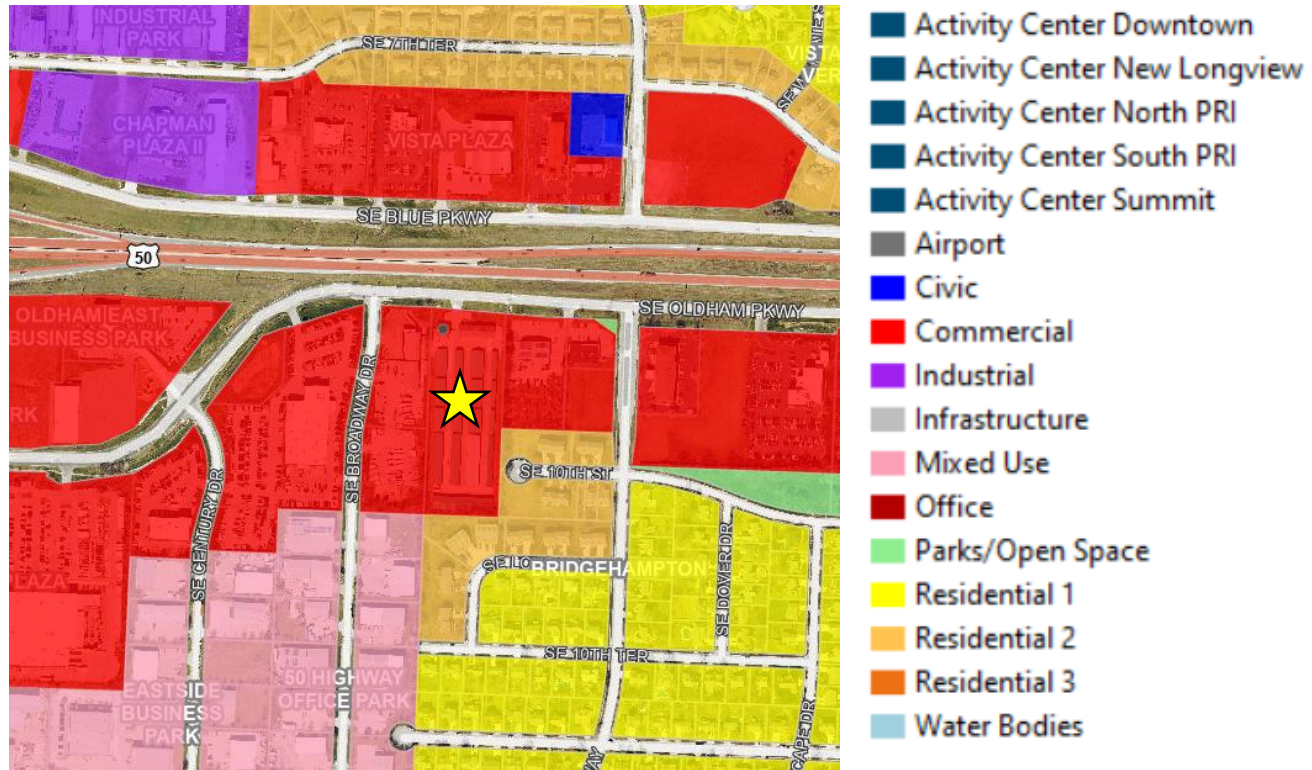 INDUSTRIAL
PARK
SE 7TH TER
VISTA
CHAPMAN
PLAZA II
VISTA PLAZA
SE BLUE PKWY
50
SE OLDHAM PKWY
OLDHAM EAST
BUSINESS PARK
SE BROADWAY DR
SE CENTURY DR
SE 10TH ST
BRIDGEHAMPTON
SE DOVER DR
SE 10TH TER
PLAZA
EASTSIDE
BUSINESS
PARK
50 HIGHWAY
OFFICE PARK
Activity Center Downtown
Activity Center New Longview
Activity Center North PRI
Activity Center South PRI
Activity Center Summit
Airport
Civic
Commercial
Industrial
Infrastructure
Mixed Use
Office
Parks/Open Space
Residential 1
Residential 2
Residential 3
Water Bodies